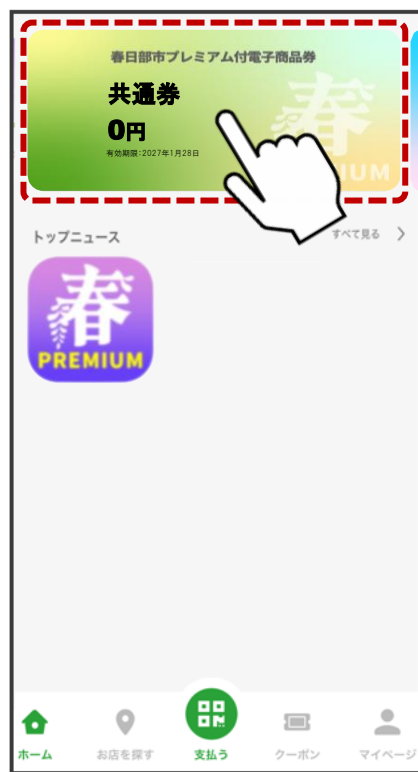 春日部市プレミアム付電子商品券
共通券
0円
有効期限:2027年1月28日
春
IUM
トップニュース
すべて見る
春
PREMIUM
ホーム
お店を探す
支払う
クーポン
マイページ